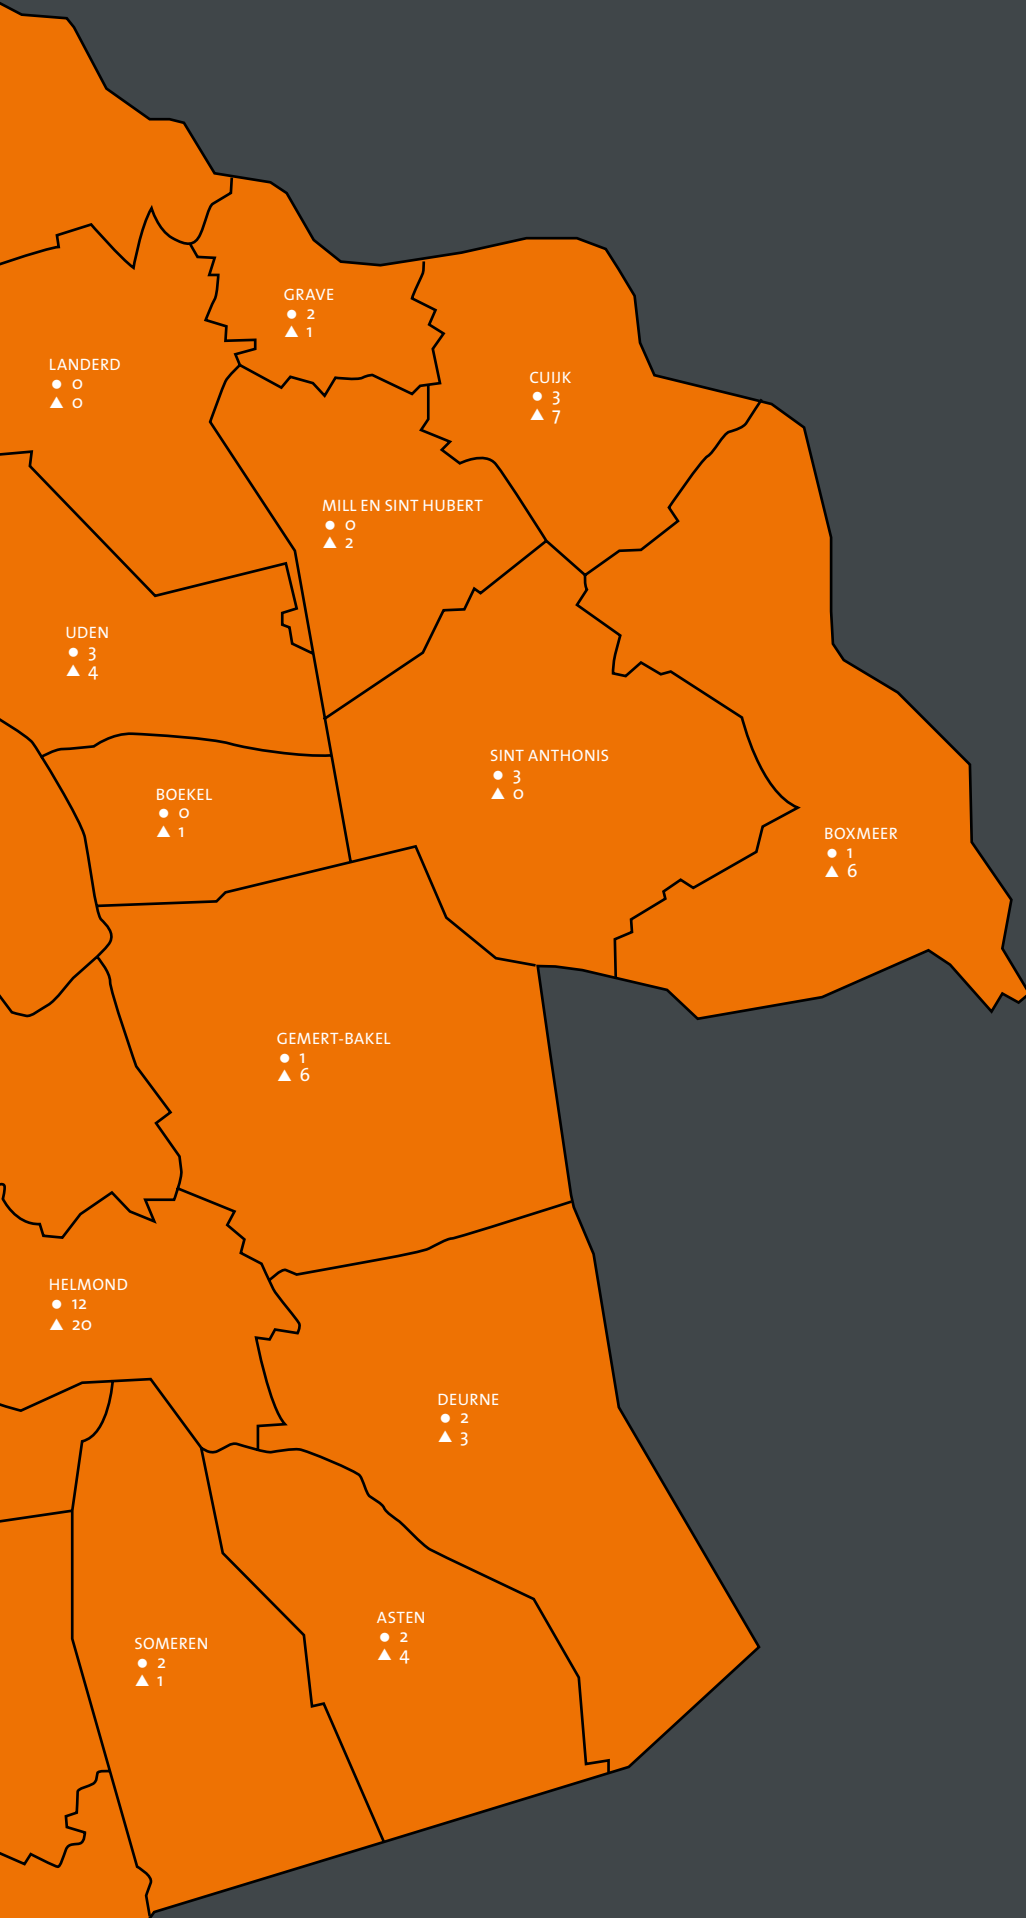 GRAVE
● 2
▲ 1
LANDERD
● 0
▲ 0
CUIJK
● 3
▲ 7
MILL EN SINT HUBERT
● 0
▲ 2
UDEN
● 3
▲ 4
SINT ANTHONIS
● 3
▲ 0
BOEKEL
● 0
▲ 1
BOXMEER
● 1
▲ 6
GEMERT-BAKEL
● 1
▲ 6
HELMOND
● 12
▲ 20
DEURNE
● 2
▲ 3
ASTEN
● 2
▲ 4
SOMEREN
● 2
▲ 1